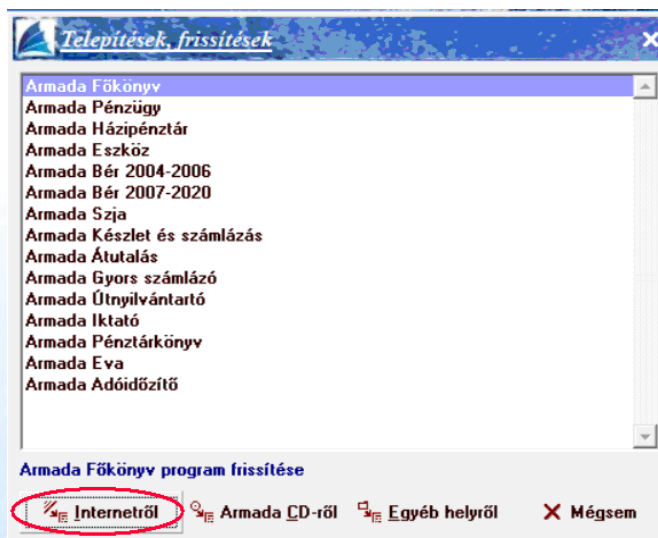 Telepítések, frissítések
Armada Főkönyv
Armada Pénzügy
Armada Házipénztár
Armada Eszköz
Armada Bér 2004-2006
Armada Bér 2007-2020
Armada Szja
Armada Készlet és számlázás
Armada Átutalás
Armada Gyors számlázó
Armada Útnyilvántartó
Armada Iktató
Armada Pénztárkönyv
Armada Eva
Armada Adóidőzítő
Armada Főkönyv program frissítése
Internetről Armada CD-ről Egyéb helyről Mégsem